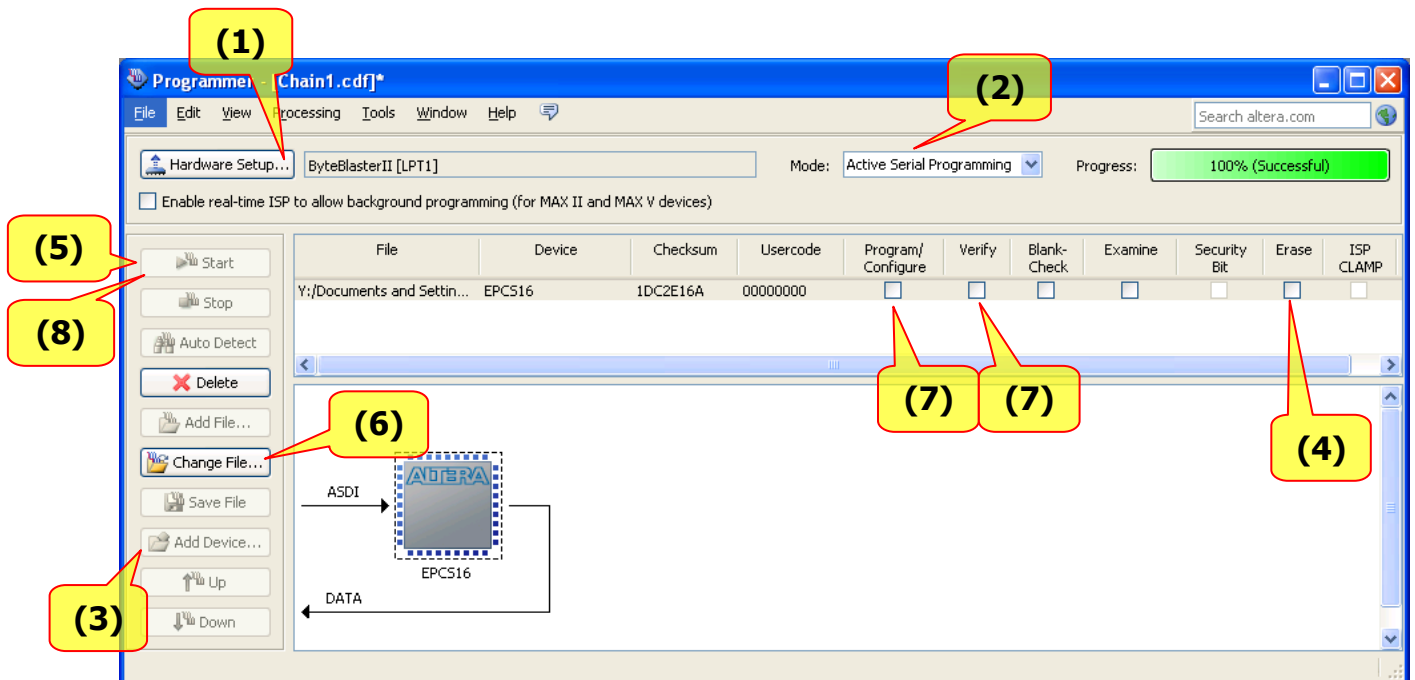 (1)
Programmer - [Chain1.cdf]*
(2)
File Edit View Processing Tools Window Help
Search altera.com
Hardware Setup... ByteBlasterII [LPT1] Mode: Active Serial Programming Progress: 100% (Successful)
Enable real-time ISP to allow background programming (for MAX II and MAX V devices)
(5)
Start
(8)
Stop
Auto Detect
Delete
Add File...
Change File...
Save File
Add Device...
Up
Down
(3)
File Device Checksum Usercode Program/ Configure Verify Blank- Check Examine Security Bit Erase ISP CLAMP
Y:/Documents and Settin... EPCS16 1DC2E16A 00000000
(7) (7)
(4)
(6)
ALTERA
ASDI
EPCS16
DATA